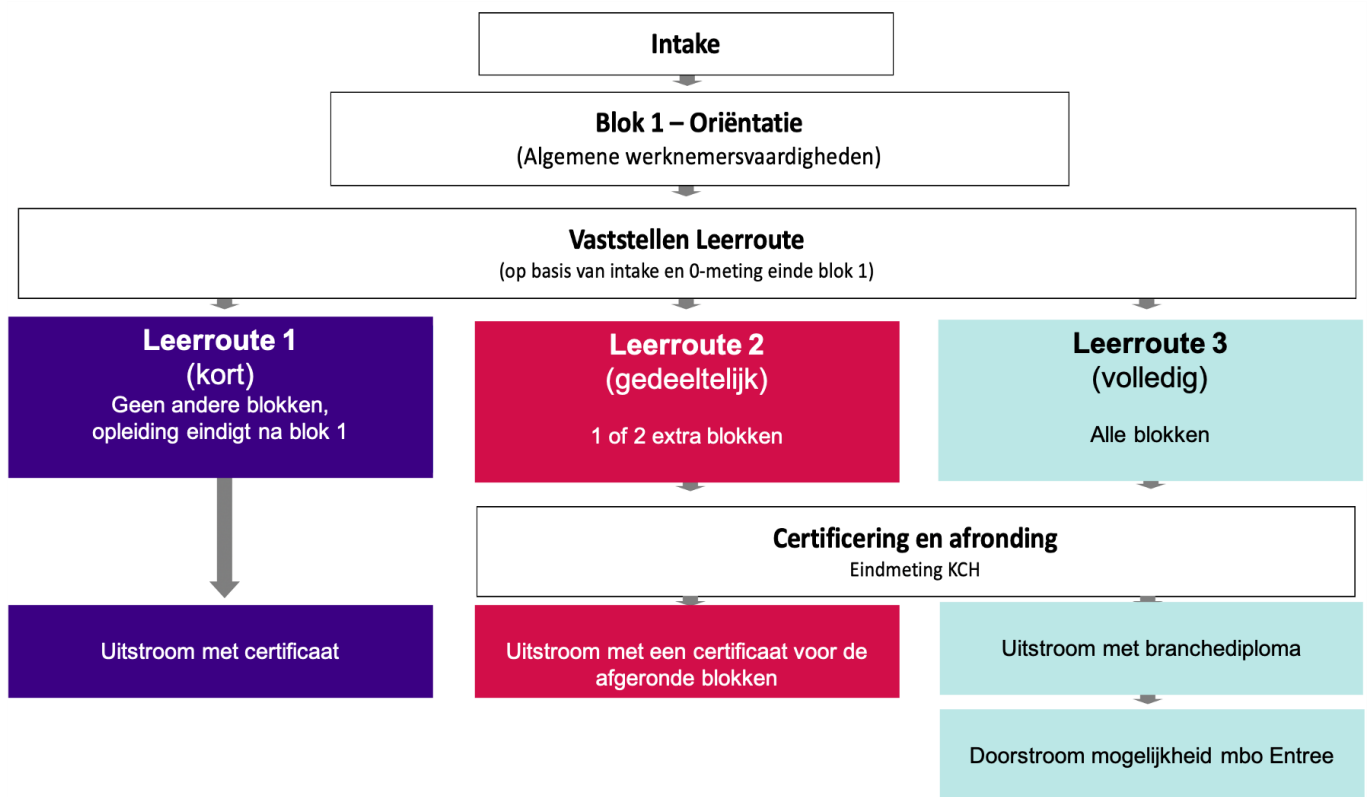 Intake
Blok 1 – Oriëntatie
(Algemene werknemersvaardigheden)
Vaststellen Leerroute
(op basis van intake en 0-meting einde blok 1)
Leerroute 1
(kort)
Geen andere blokken,
opleiding eindigt na blok 1
Leerroute 2
(gedeeltelijk)
1 of 2 extra blokken
Leerroute 3
(volledig)
Alle blokken
Certificering en afronding
Eindmeting KCH
Uitstroom met certificaat
Uitstroom met een certificaat voor de
afgeronde blokken
Uitstroom met branchediploma
Doorstroom mogelijkheid mbo Entree